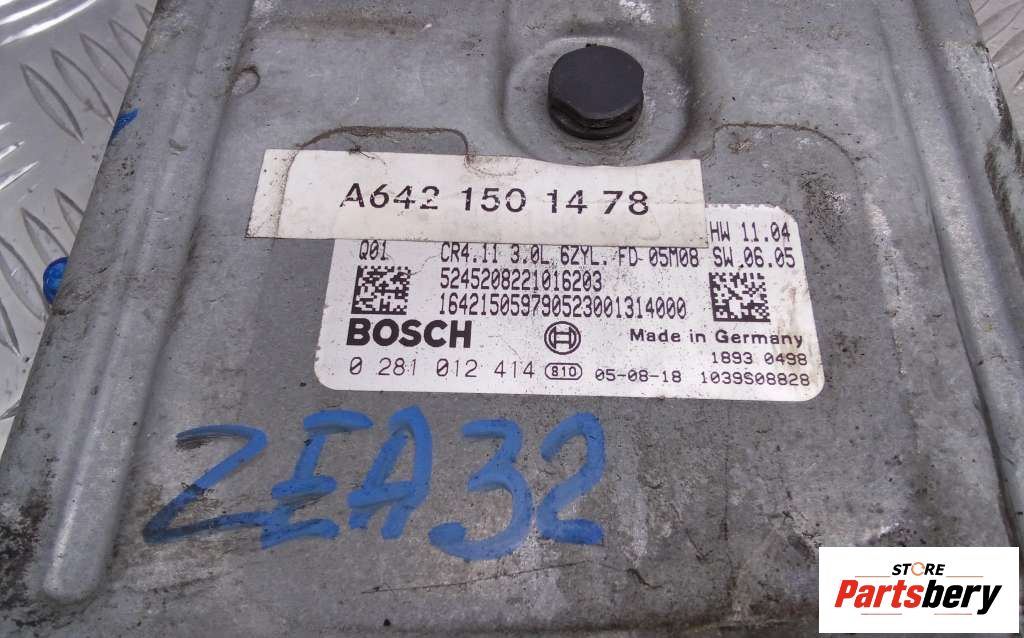 A642 150 14 78
HW 11.04
Q01 CR4.11 3.0L 6ZYL. FD-05M08 SW.06.05
5245208221016203
164215059790523001314000
BOSCH Made in Germany
1893 0498
0 281 012 414 810 05-08-18 1039S08828
ZIA32
STORE
Partsbery